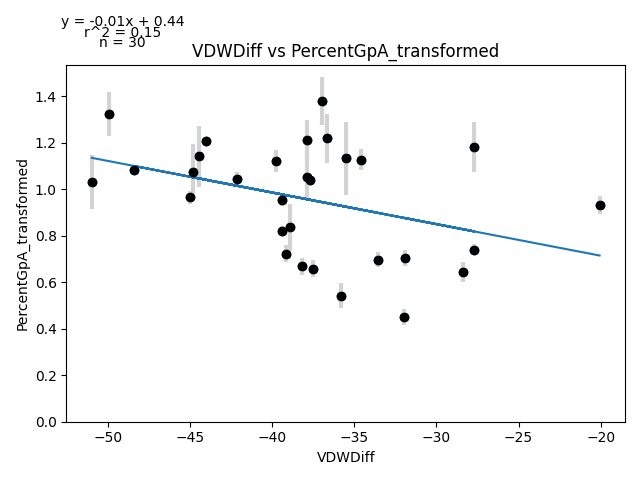 y = -0.01x + 0.44
r^2 = 0.15
n = 30
VDWDiff vs PercentGpA_transformed
PercentGpA_transformed
1.4
1.2
1.0
0.8
0.6
0.4
0.2
0.0
−50 −45 −40 −35 −30 −25 −20
VDWDiff